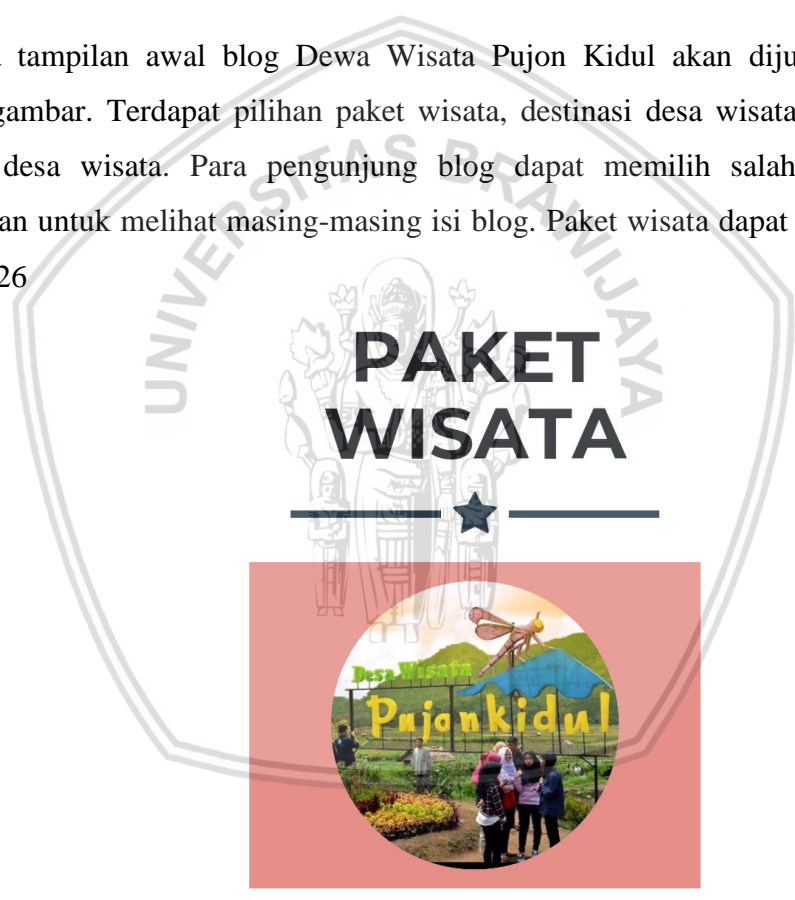 tampilan awal blog Dewa Wisata Pujon Kidul akan diju
gambar. Terdapat pilihan paket wisata, destinasi desa wisata
desa wisata. Para pengunjung blog dapat memilih salah
an untuk melihat masing-masing isi blog. Paket wisata dapat
26
UNIVERSITAS BRAWIJAYA
PAKET
WISATA
Desa Wisata
Pujonkidul